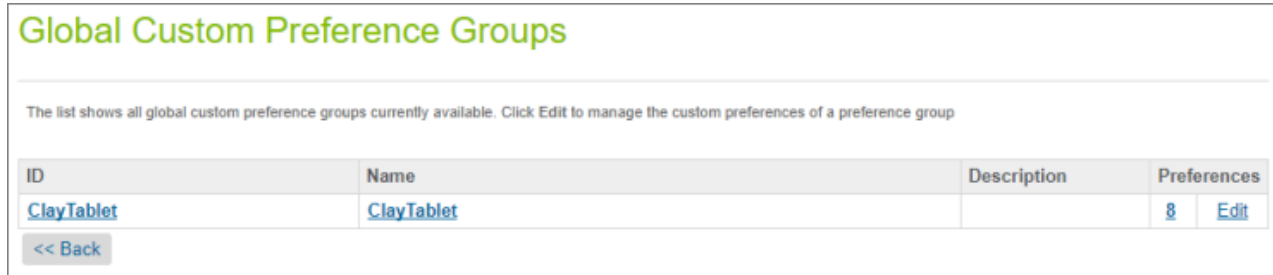 Global Custom Preference Groups
The list shows all global custom preference groups currently available. Click Edit to manage the custom preferences of a preference group
ID Name Description Preferences
ClayTablet ClayTablet 8 Edit
<< Back